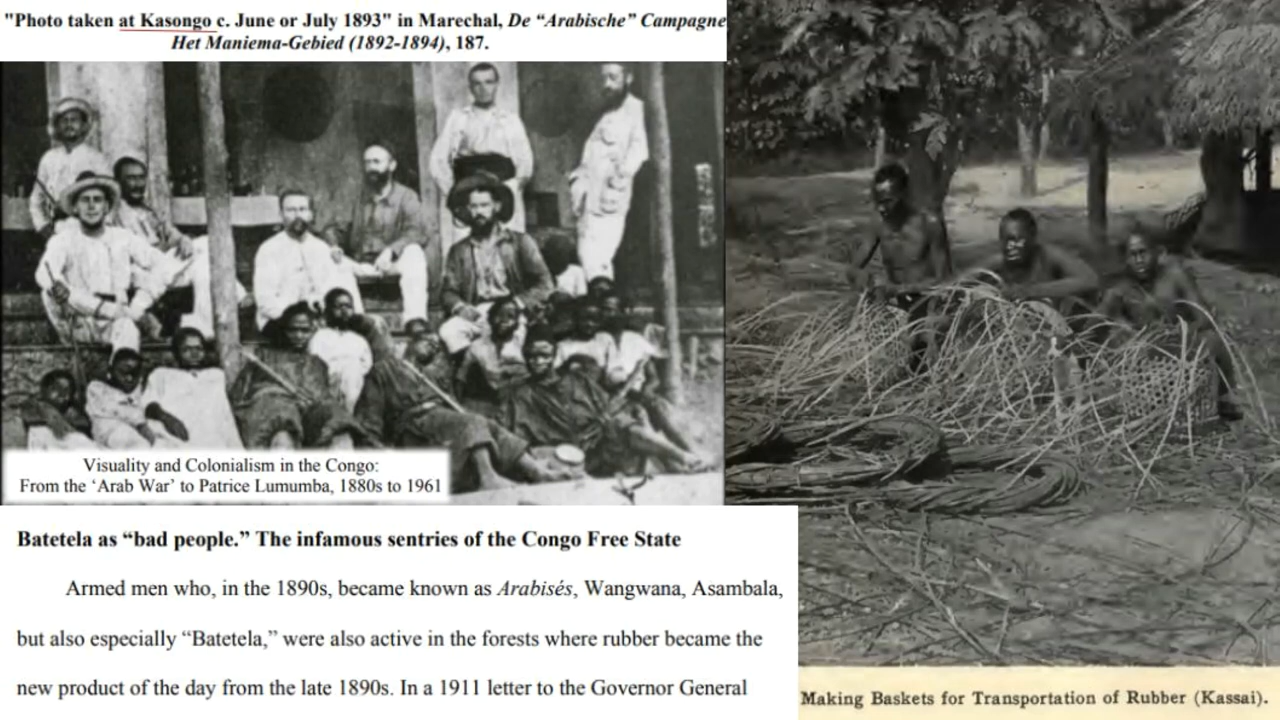 "Photo taken at Kasongo c. June or July 1893" in Marechal, De “Arabische” Campagne
Het Maniema-Gebied (1892-1894), 187.
Visuality and Colonialism in the Congo:
From the ‘Arab War’ to Patrice Lumumba, 1880s to 1961
Batetela as “bad people.” The infamous sentries of the Congo Free State
Armed men who, in the 1890s, became known as Arabisés, Wangwana, Asambala,
but also especially “Batetela,” were also active in the forests where rubber became the
new product of the day from the late 1890s. In a 1911 letter to the Governor General
Making Baskets for Transportation of Rubber (Kassai).